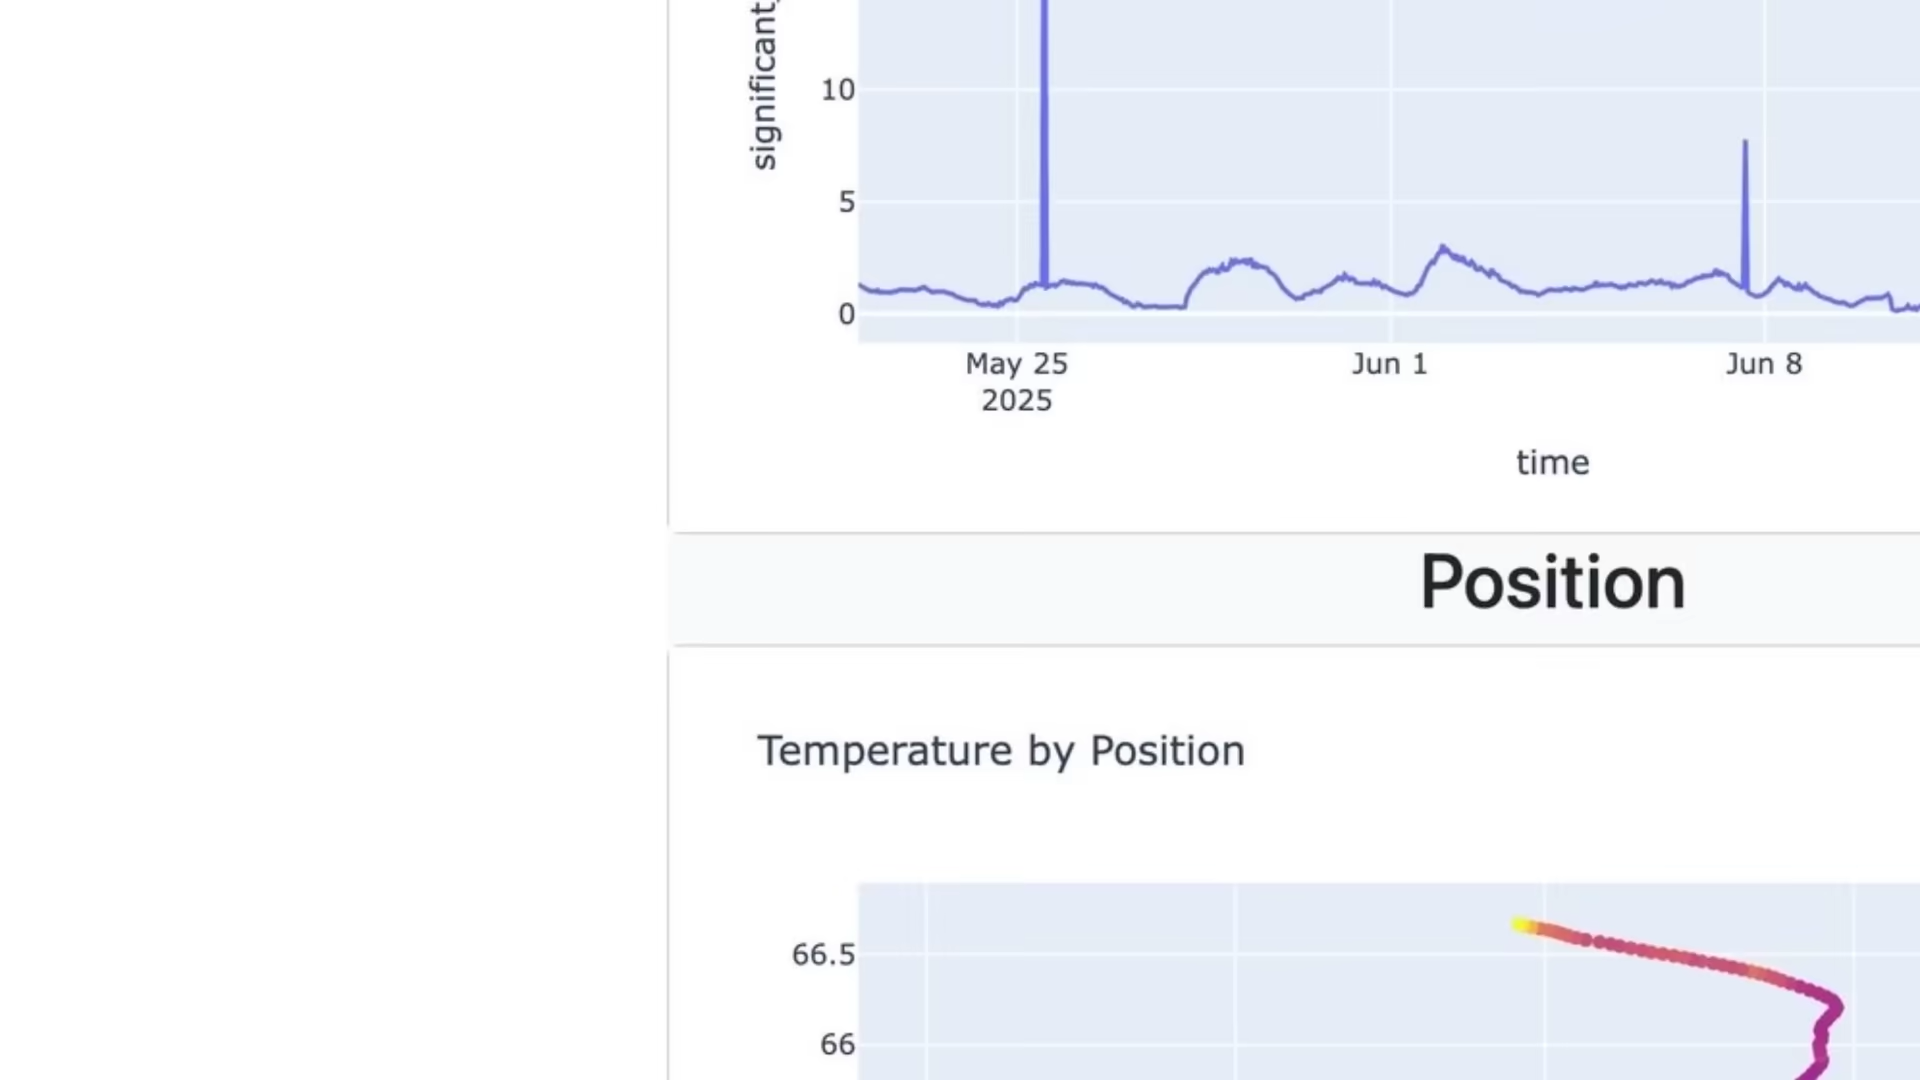 significant
10
5
0
May 25
2025
Jun 1
Jun 8
time
Position
Temperature by Position
66.5
66